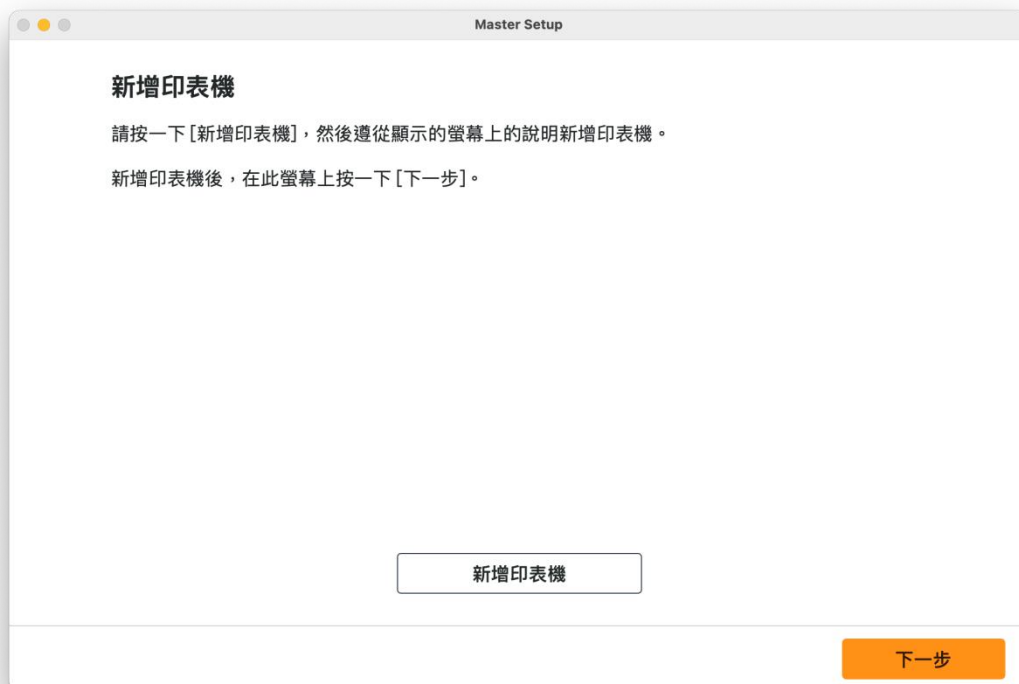 Master Setup
新增印表機
請按一下[新增印表機]，然後遵從顯示的螢幕上的說明新增印表機。
新增印表機後，在此螢幕上按一下[下一步]。
新增印表機
下一步